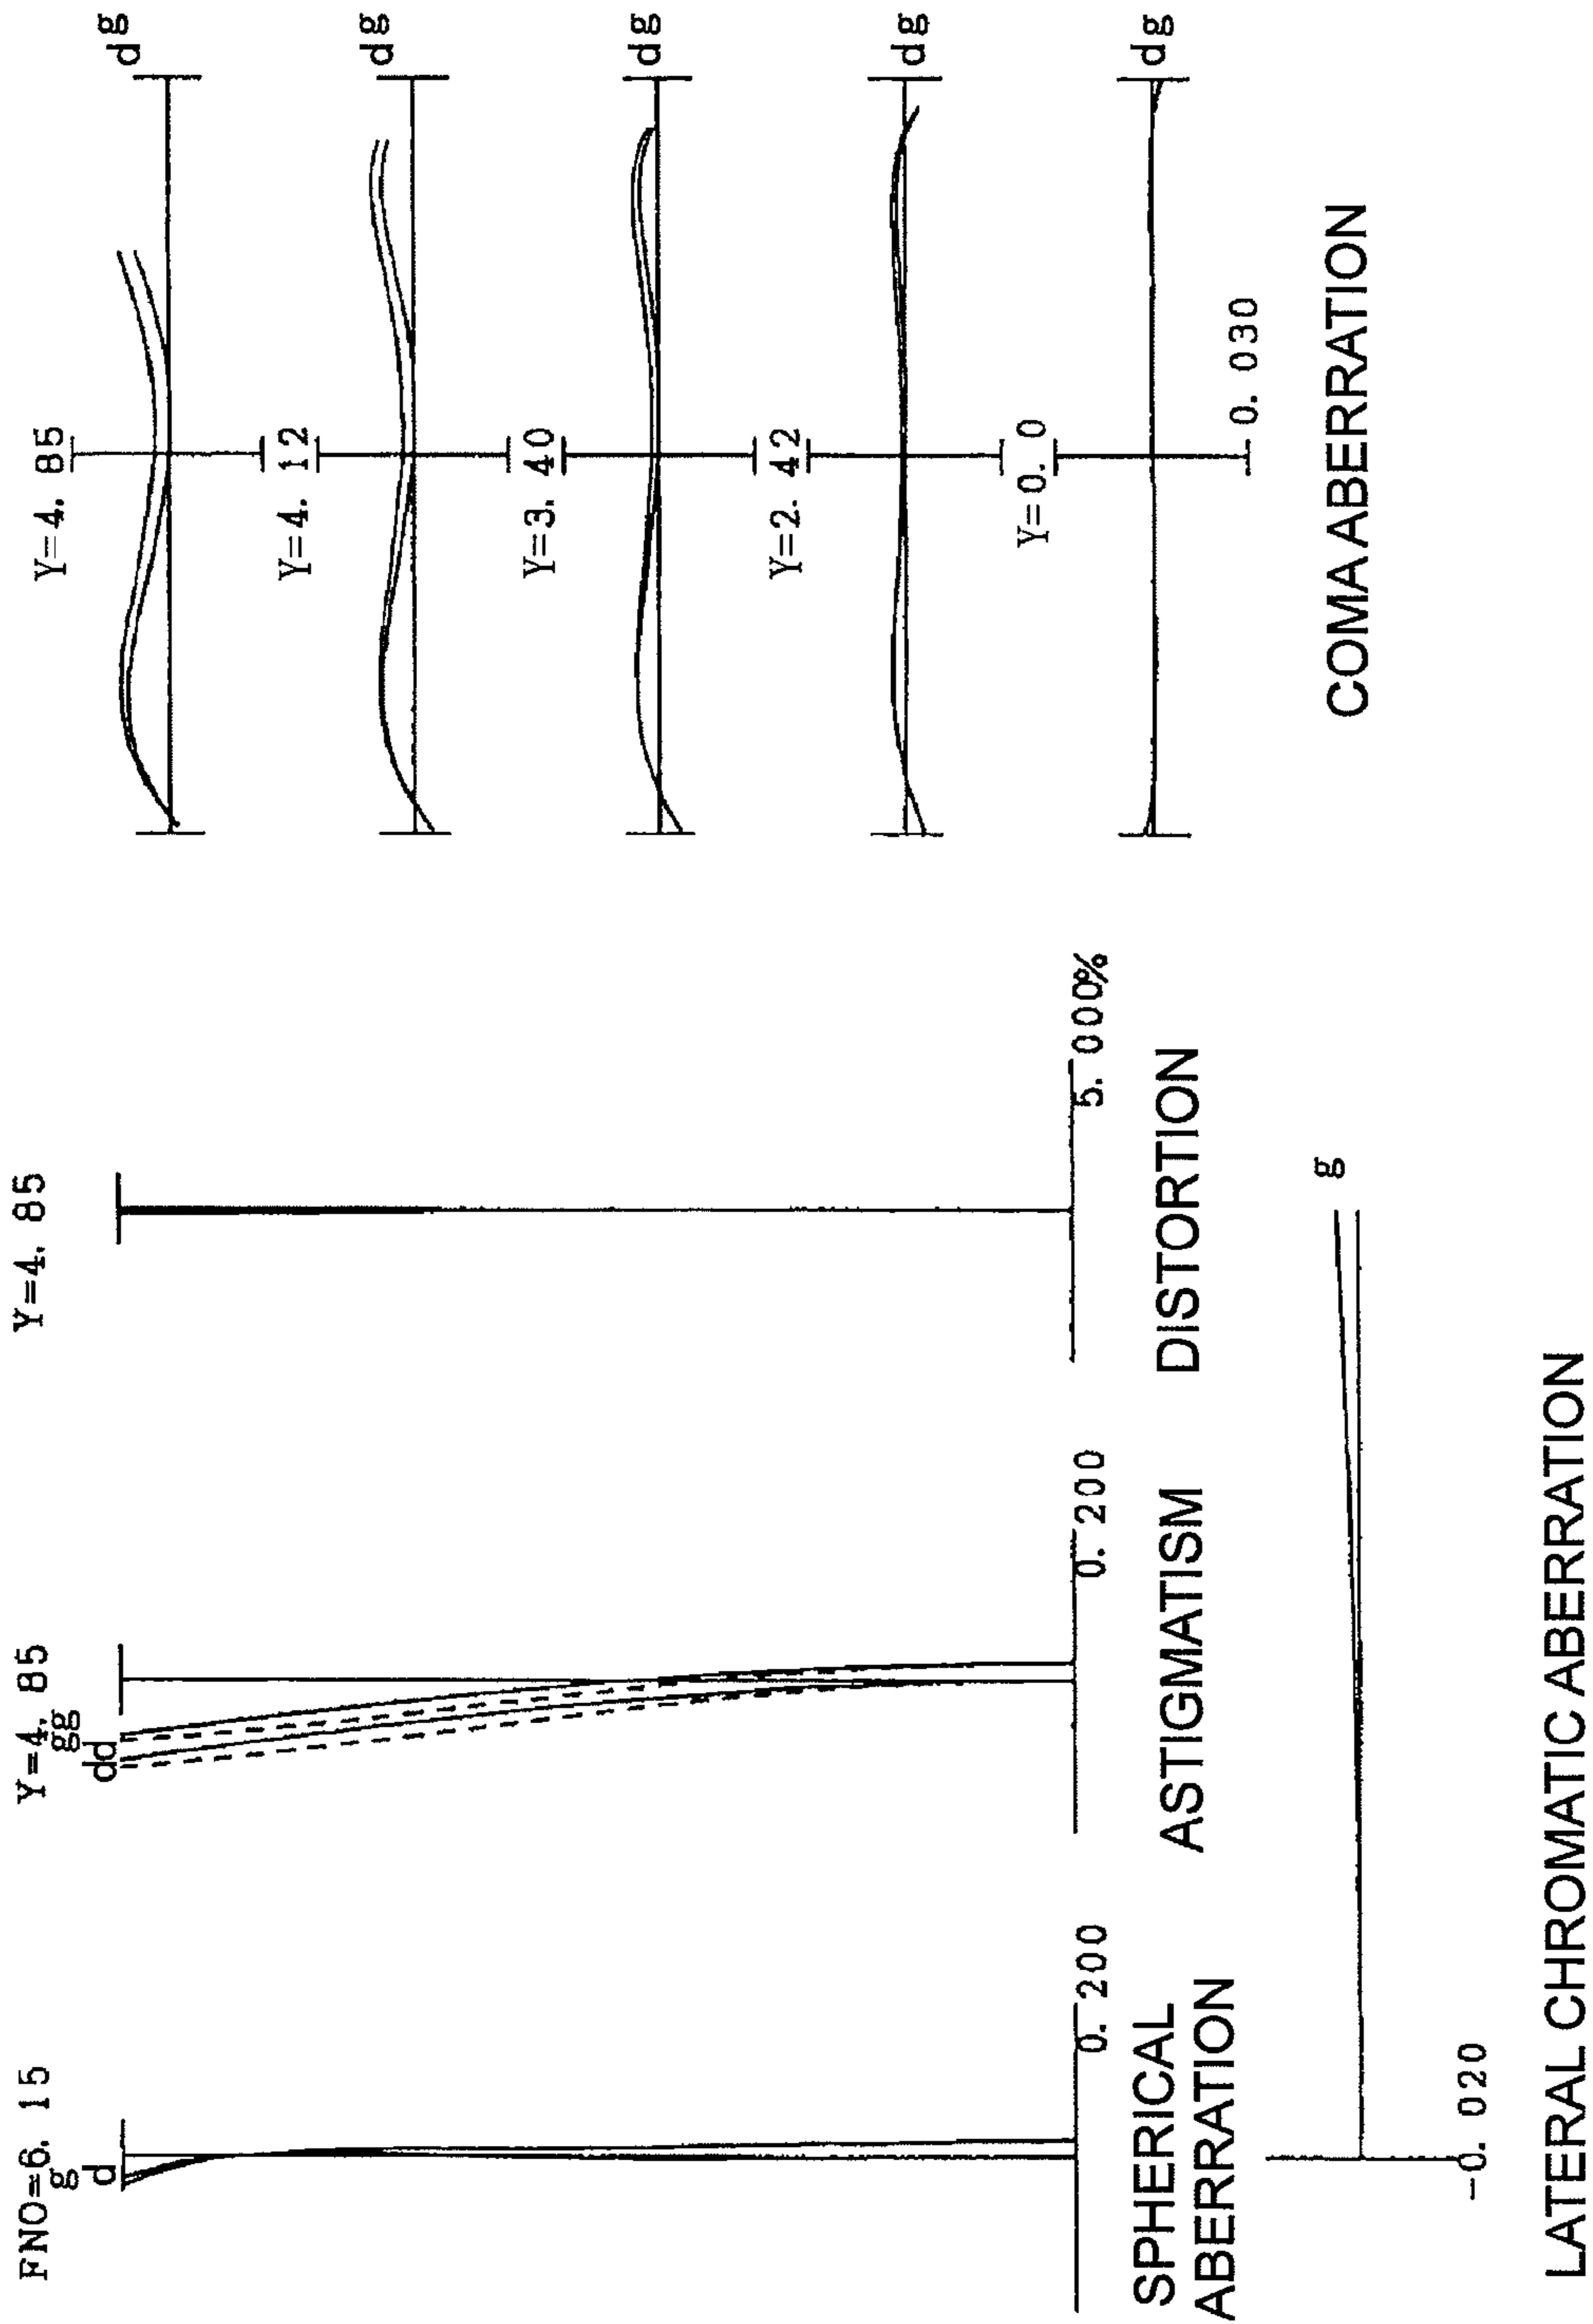 FNO=6. 15
g
d
0. 200
SPHERICAL
ABERRATION
Y=4. 85
gg
dd
0. 200
ASTIGMATISM
Y=4. 85
5. 000%
DISTORTION
Y=4. 85
dg
Y=4. 12
dg
Y=3. 40
dg
Y=2. 42
dg
Y=0. 0
dg
0. 030
COMA ABERRATION
g
-0. 020
LATERAL CHROMATIC ABERRATION